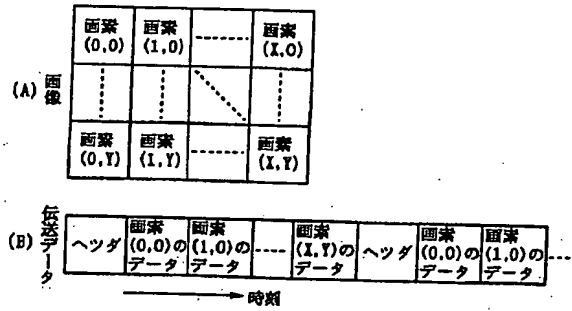 (A) 画像
画素 画素 画素
(0,0) (1,0) (X,0)
画素 画素 画素
(0,Y) (1,Y) (X,Y)
(B) 伝送データ
ヘツダ 画素(0,0)のデータ 画素(1,0)のデータ 画素(X,Y)のデータ ヘツダ 画素(0,0)のデータ 画素(1,0)のデータ
時刻